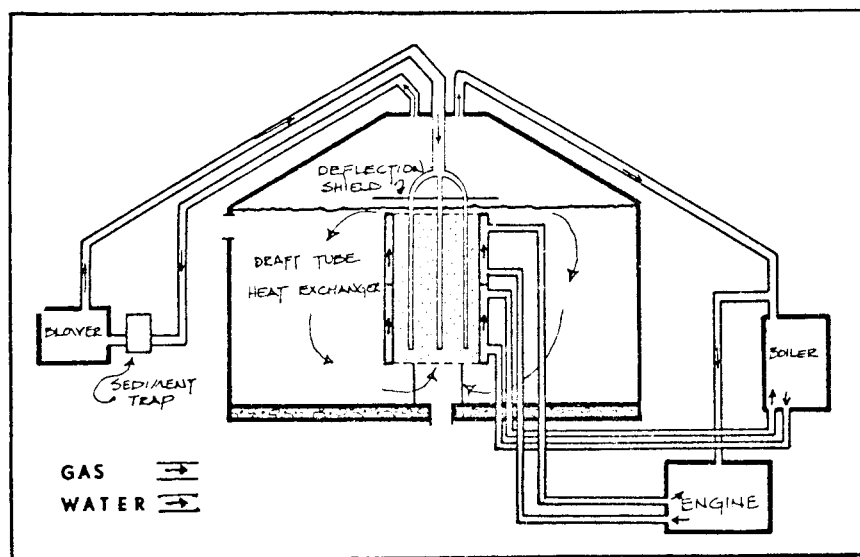 DEFLECTION
SHIELD
DRAFT TUBE
HEAT EXCHANGER
BLOWER
SEDIMENT
TRAP
BOILER
ENGINE
GAS
WATER